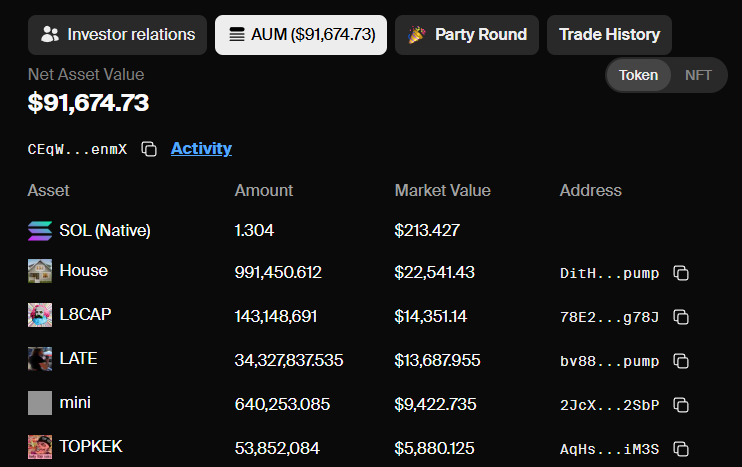 Investor relations AUM ($91,674.73) Party Round Trade History
Net Asset Value Token NFT
$91,674.73
CEqW...enmX Activity
Asset Amount Market Value Address
SOL (Native) 1.304 $213.427
House 991,450.612 $22,541.43 DitH...pump
L8CAP 143,148,691 $14,351.14 78E2...g78J
LATE 34,327,837.535 $13,687.955 bv88...pump
mini 640,253.085 $9,422.735 2JcX...2SbP
TOPKEK 53,852,084 $5,880.125 AqHs...iM3S